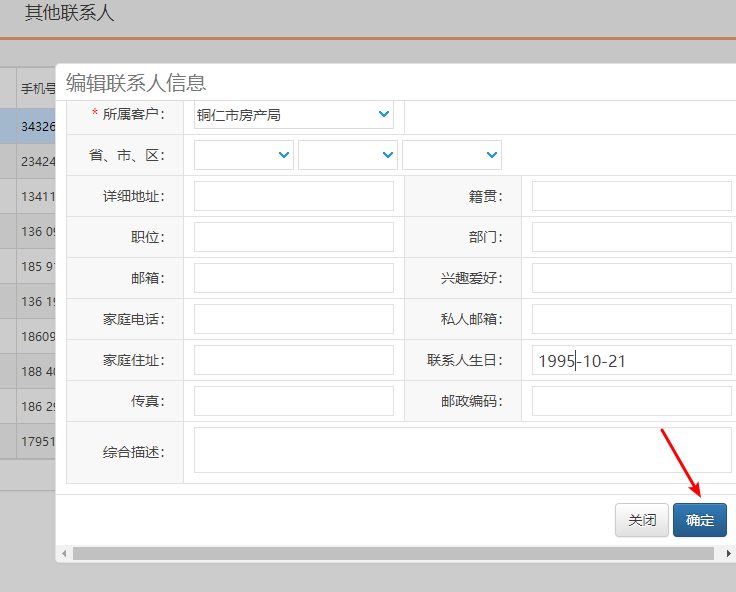 其他联系人
编辑联系人信息
手机号
* 所属客户： 铜仁市房产局
34326
省、市、区：
23424
详细地址： 籍贯：
13411
职位： 部门：
136 09
邮箱： 兴趣爱好：
185 91
家庭电话： 私人邮箱：
136 19
18609
家庭住址： 联系人生日： 1995-10-21
188 40
传真： 邮政编码：
186 29
17951
综合描述：
关闭 确定